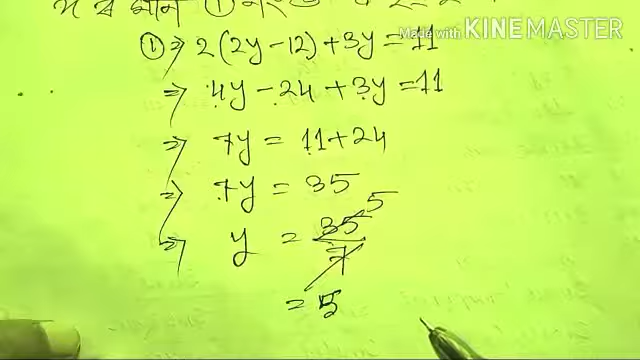 Made with KINEMASTER
① ⇒ 2(2y - 12) + 3y = 11
⇒ 4y - 24 + 3y = 11
⇒ 7y = 11 + 24
⇒ 7y = 35
⇒ y = 35/7 5
= 5